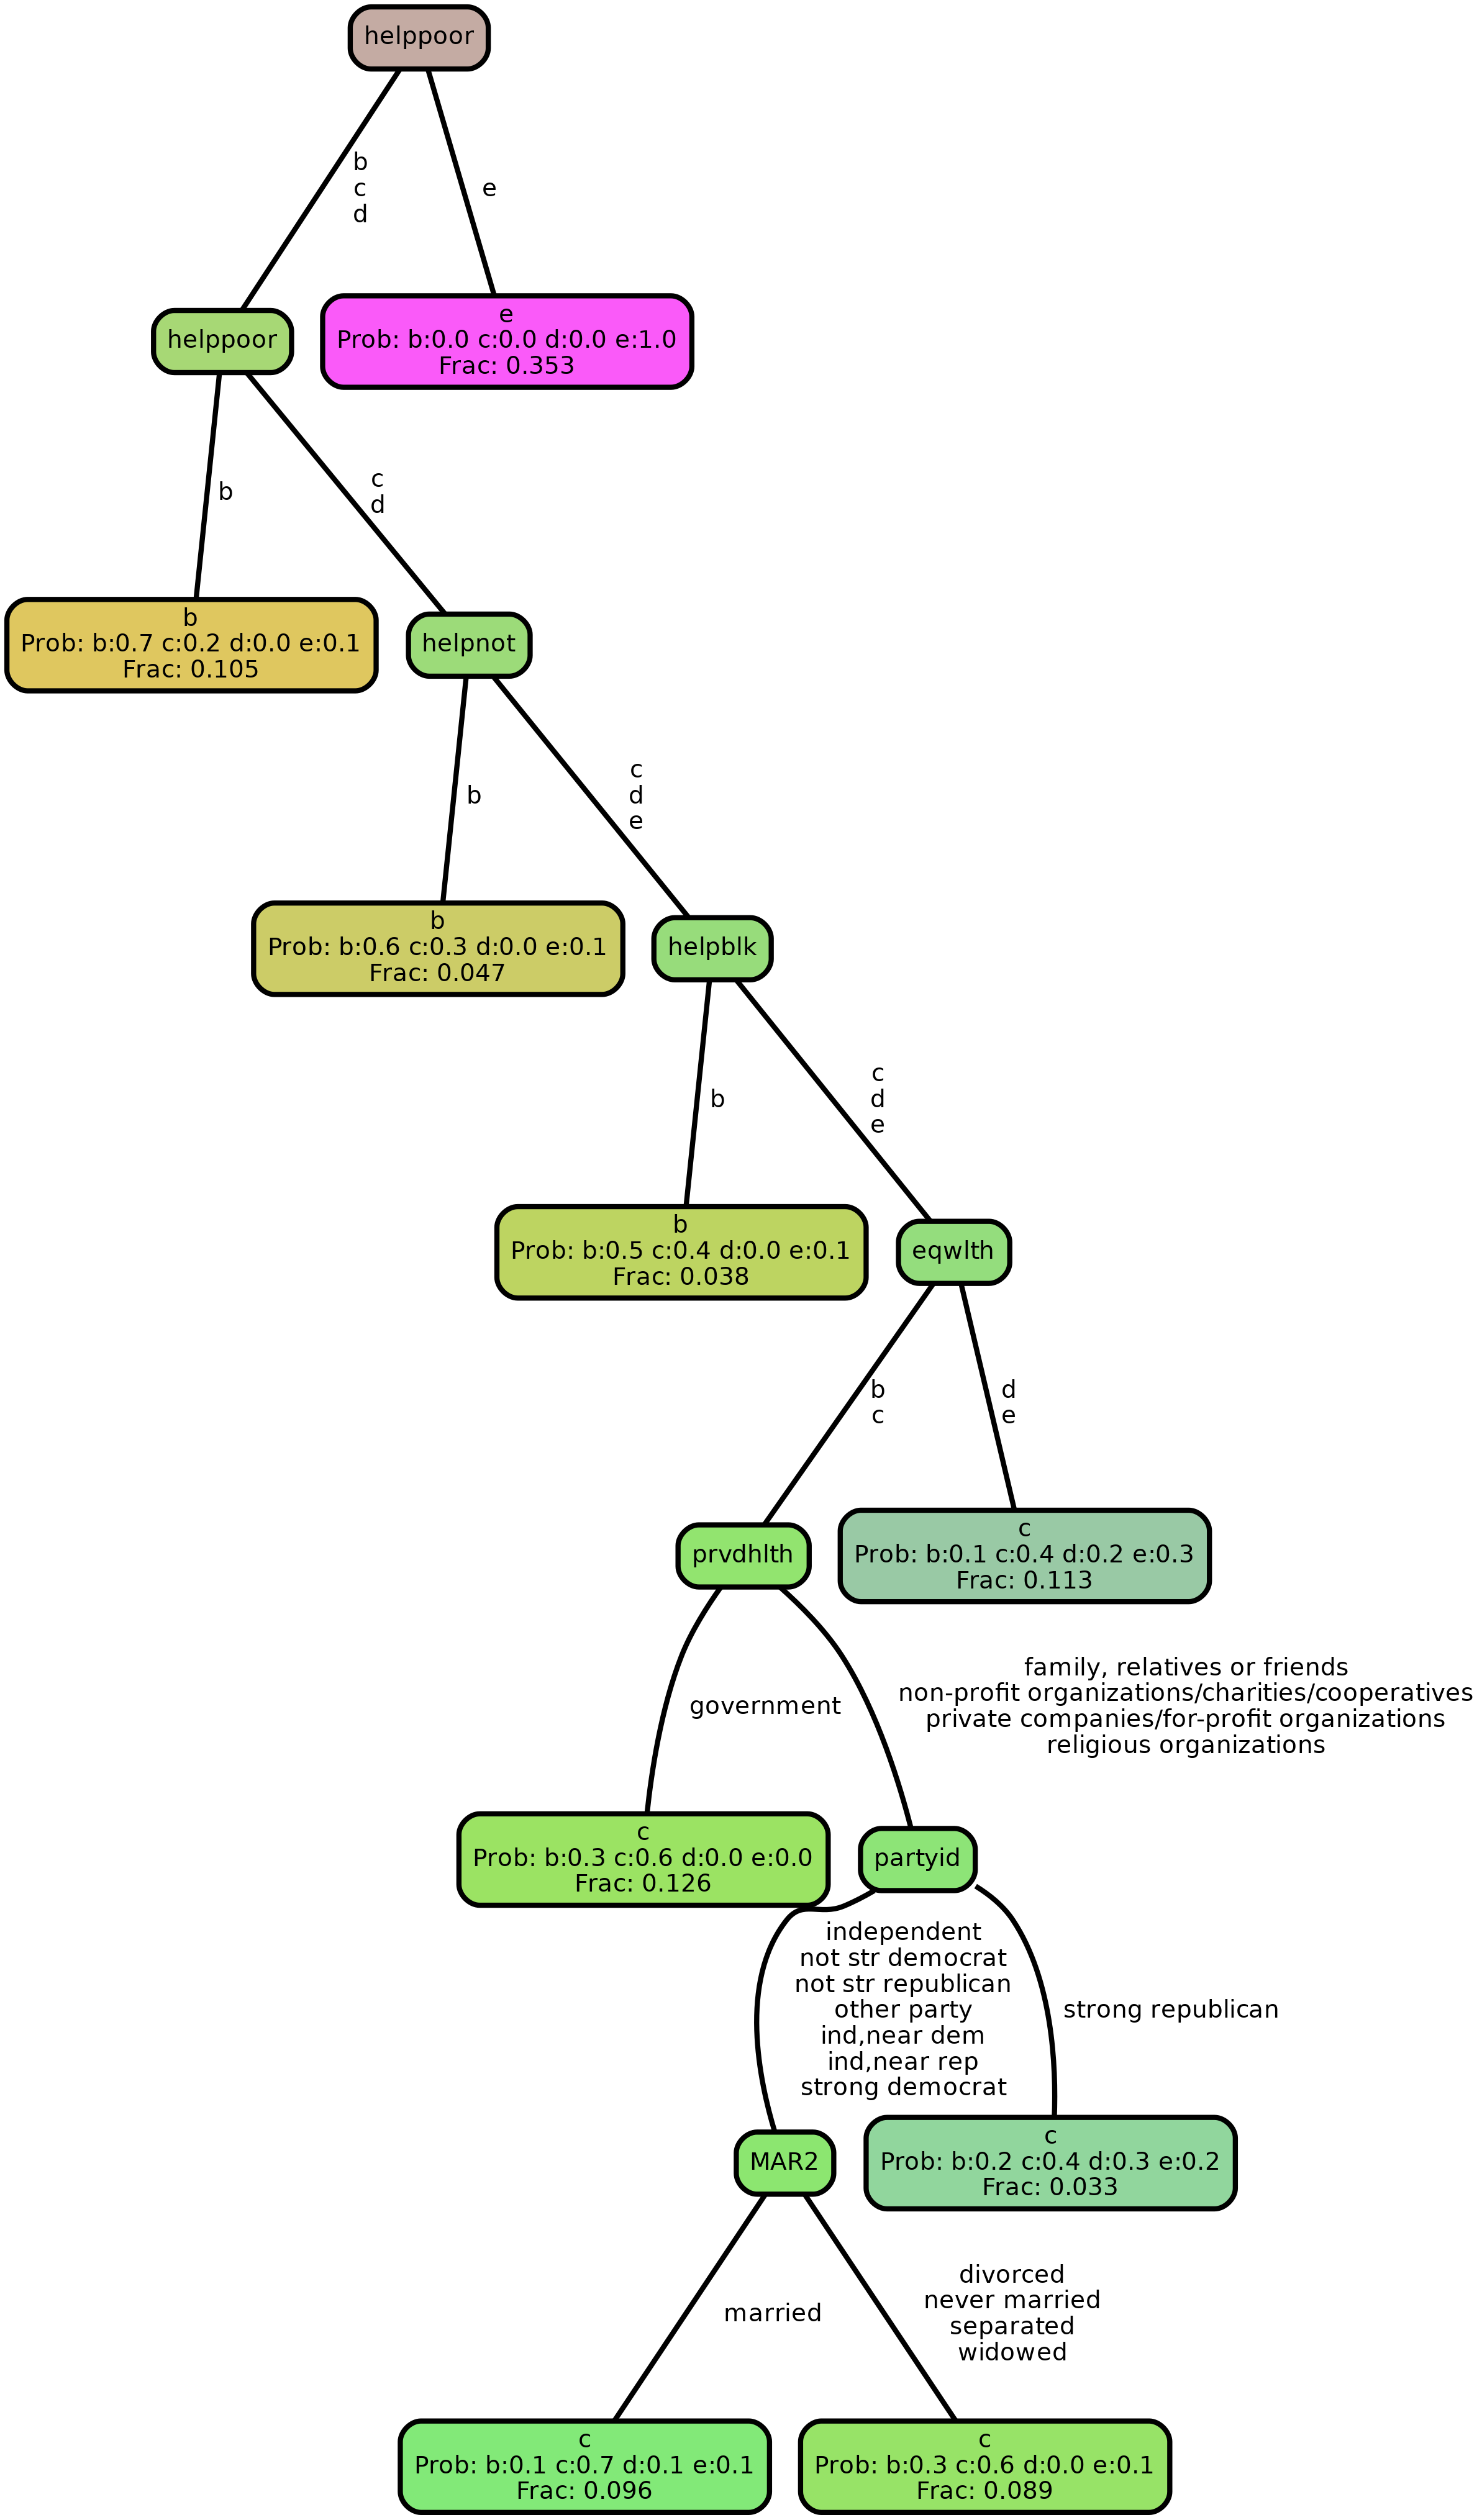 helppoor
b
c
d
e
helppoor
e
Prob: b:0.0 c:0.0 d:0.0 e:1.0
Frac: 0.353
b
c
d
b
Prob: b:0.7 c:0.2 d:0.0 e:0.1
Frac: 0.105
helpnot
b
c
d
e
b
Prob: b:0.6 c:0.3 d:0.0 e:0.1
Frac: 0.047
helpblk
b
c
d
e
b
Prob: b:0.5 c:0.4 d:0.0 e:0.1
Frac: 0.038
eqwlth
b
c
d
e
prvdhlth
c
Prob: b:0.1 c:0.4 d:0.2 e:0.3
Frac: 0.113
government
family, relatives or friends
non-profit organizations/charities/cooperatives
private companies/for-profit organizations
religious organizations
c
Prob: b:0.3 c:0.6 d:0.0 e:0.0
Frac: 0.126
partyid
independent
not str democrat
not str republican
other party
ind,near dem
ind,near rep
strong democrat
strong republican
MAR2
c
Prob: b:0.2 c:0.4 d:0.3 e:0.2
Frac: 0.033
married
divorced
never married
separated
widowed
c
Prob: b:0.1 c:0.7 d:0.1 e:0.1
Frac: 0.096
c
Prob: b:0.3 c:0.6 d:0.0 e:0.1
Frac: 0.089